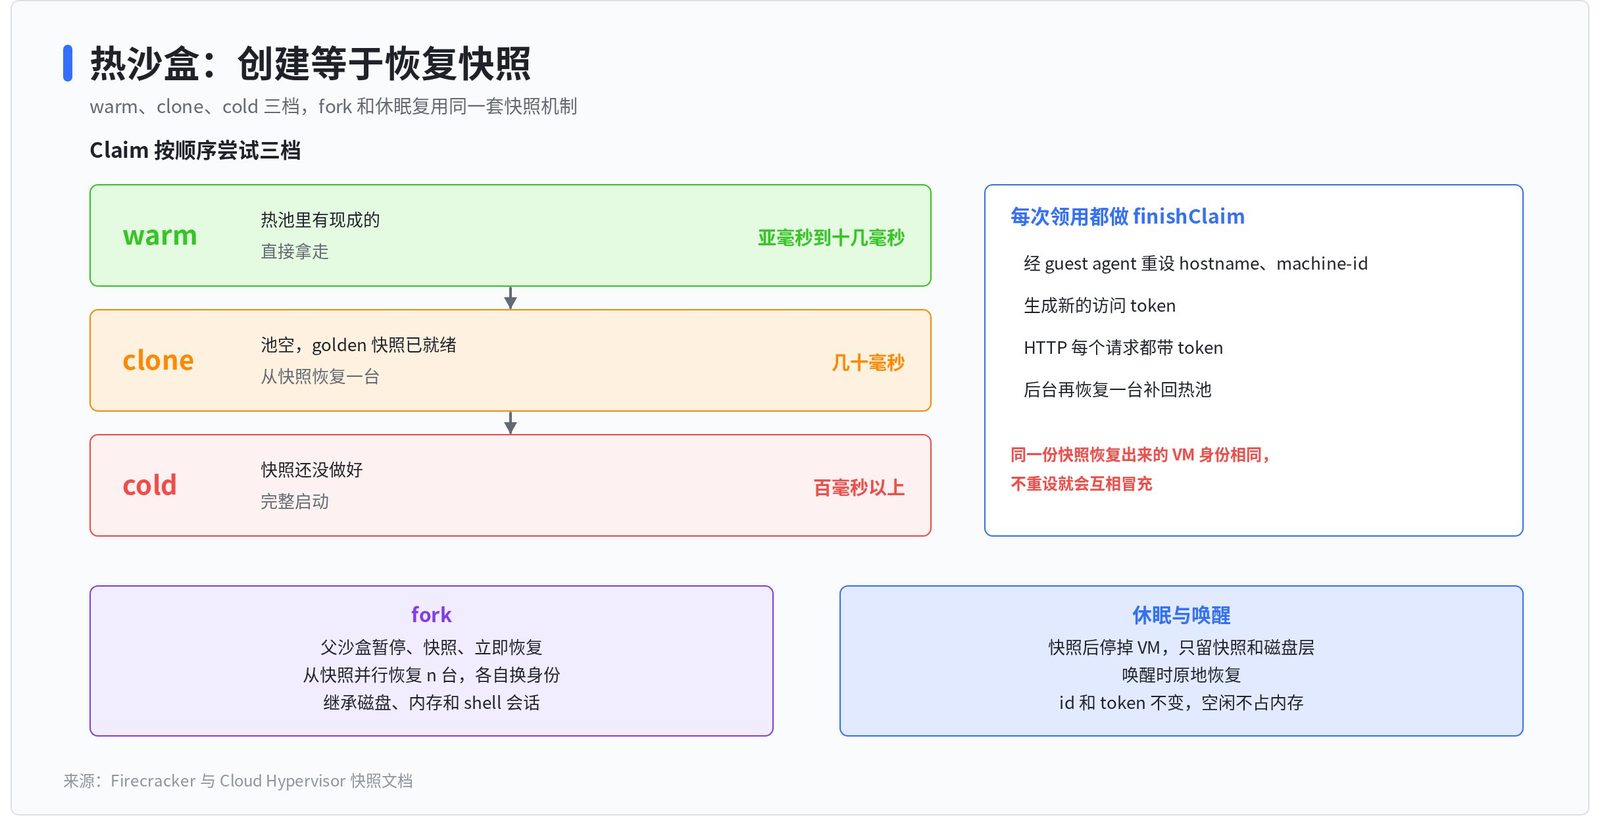 热沙盒：创建等于恢复快照
warm、clone、cold 三档，fork 和休眠复用同一套快照机制
Claim 按顺序尝试三档
warm
热池里有现成的
直接拿走
亚毫秒到十几毫秒
clone
池空，golden 快照已就绪
从快照恢复一台
几十毫秒
cold
快照还没做好
完整启动
百毫秒以上
每次领用都做 finishClaim
经 guest agent 重设 hostname、machine-id
生成新的访问 token
HTTP 每个请求都带 token
后台再恢复一台补回热池
同一份快照恢复出来的 VM 身份相同，
不重设就会互相冒充
fork
父沙盒暂停、快照、立即恢复
从快照并行恢复 n 台，各自换身份
继承磁盘、内存和 shell 会话
休眠与唤醒
快照后停掉 VM，只留快照和磁盘层
唤醒时原地恢复
id 和 token 不变，空闲不占内存
来源：Firecracker 与 Cloud Hypervisor 快照文档